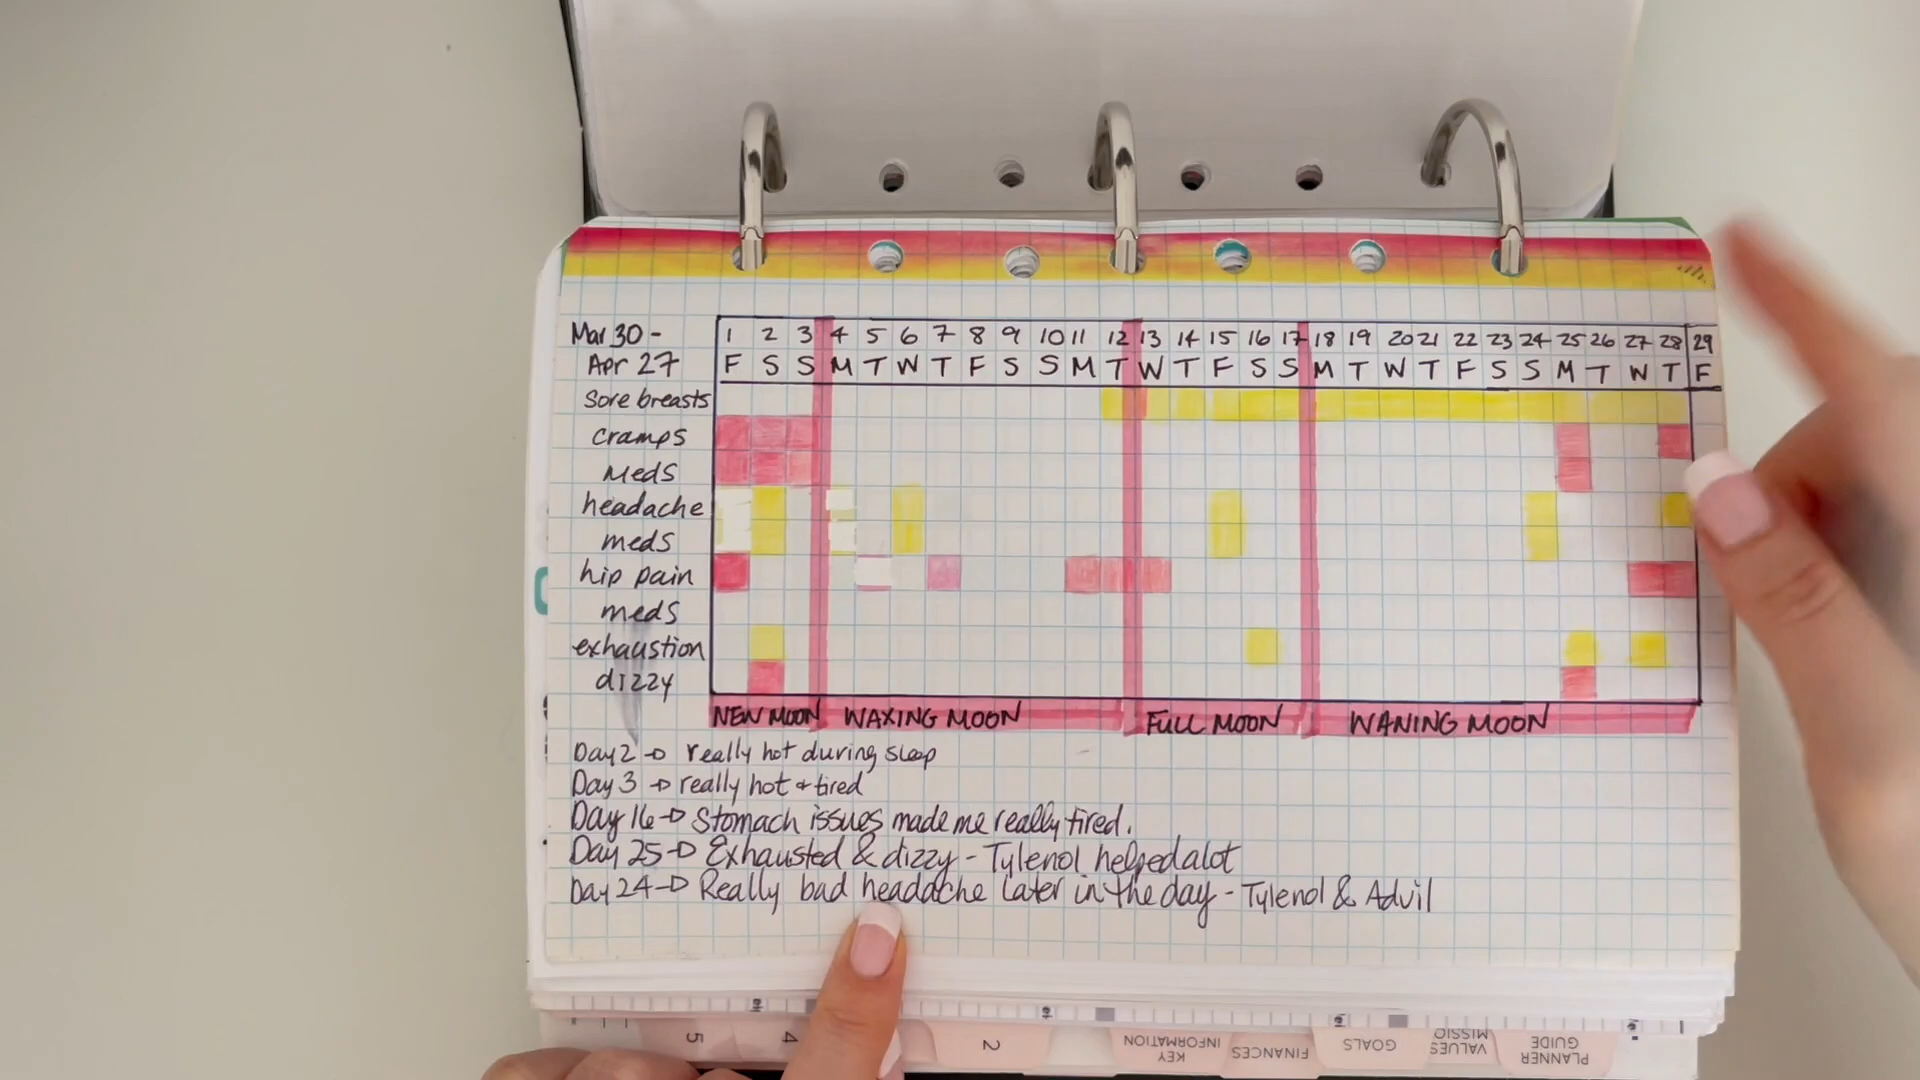 Mar 30 - 1 2 3 4 5 6 7 8 9 10 11 12 13 14 15 16 17 18 19 20 21 22 23 24 25 26 27 28 29
Apr 27 F S S M T W T F S S M T W T F S S M T W T F S S M T W T F
Sore breasts
cramps
Meds
headache
meds
hip pain
meds
exhaustion
dizzy
NEW MOON WAXING MOON FULL MOON WANING MOON
Day 2 → really hot during sleep
Day 3 → really hot + tired
Day 16 → Stomach issues made me really tired.
Day 25 → Exhausted & dizzy - Tylenol helped alot
Day 24 → Really bad headache later in the day - Tylenol & Advil
5
4
2
KEY INFORMATION
FINANCES
GOALS
VALUES
PLANNER GUIDE